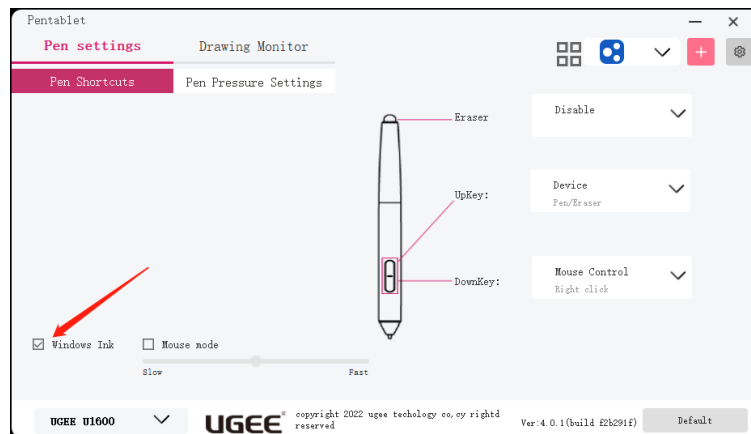 Pentablet
Pen settings
Drawing Monitor
Pen Shortcuts
Pen Pressure Settings
Eraser
Disable
UpKey:
Device
Pen/Eraser
DownKey:
Mouse Control
Right click
Windows Ink
Mouse mode
Slow
Fast
UGEE U1600
UGEE®
copyright 2022 ugee techology co,cy rightd
reserved
Ver:4.0.1(build f2b291f)
Default